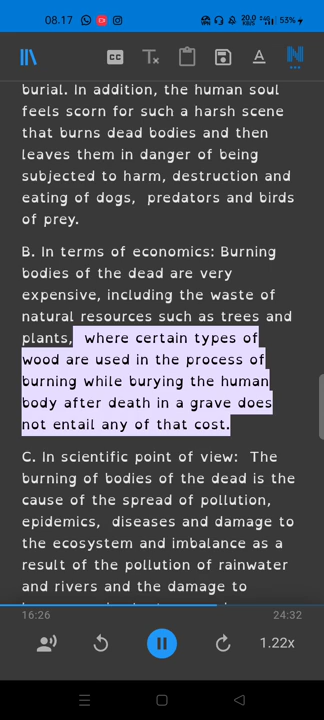 08.17
20.0
KB/S
53%
CC
A
N
burial. In addition, the human soul
feels scorn for such a harsh scene
that burns dead bodies and then
leaves them in danger of being
subjected to harm, destruction and
eating of dogs,  predators and birds
of prey.
B. In terms of economics: Burning
bodies of the dead are very
expensive, including the waste of
natural resources such as trees and
plants,  where certain types of
wood are used in the process of
burning while burying the human
body after death in a grave does
not entail any of that cost.
C. In scientific point of view:  The
burning of bodies of the dead is the
cause of the spread of pollution,
epidemics,  diseases and damage to
the ecosystem and imbalance as a
result of the pollution of rainwater
and rivers and the damage to
16:26
24:32
1.22x